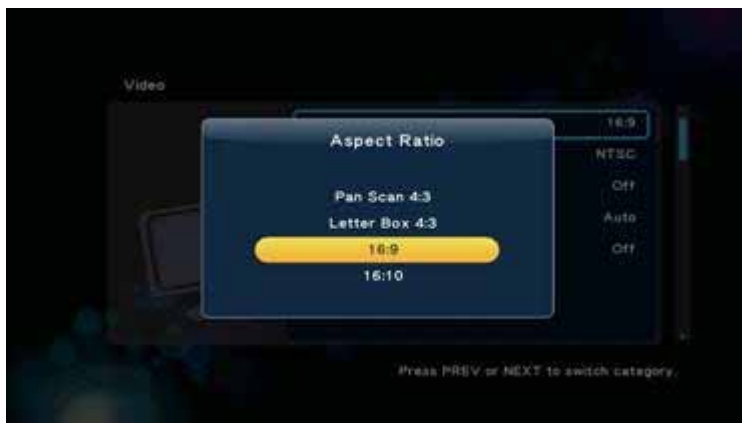 Video
16:9
Aspect Ratio
NTSC
Pan Scan 4:3
Off
Letter Box 4:3
Auto
16:9
Off
16:10
Press PREV or NEXT to switch category.